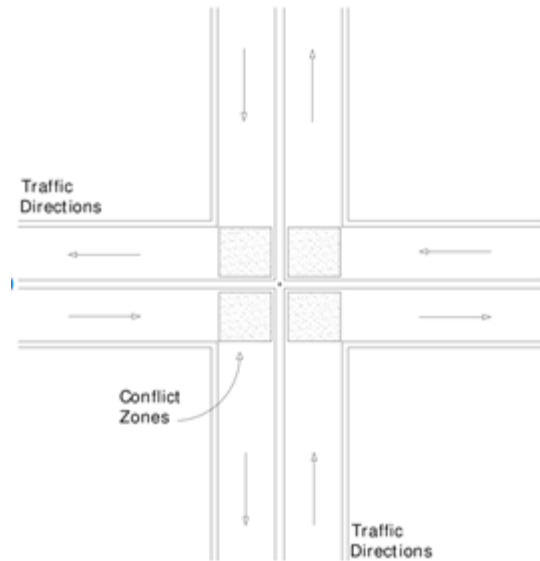 Traffic
Directions
Conflict
Zones
Traffic
Directions